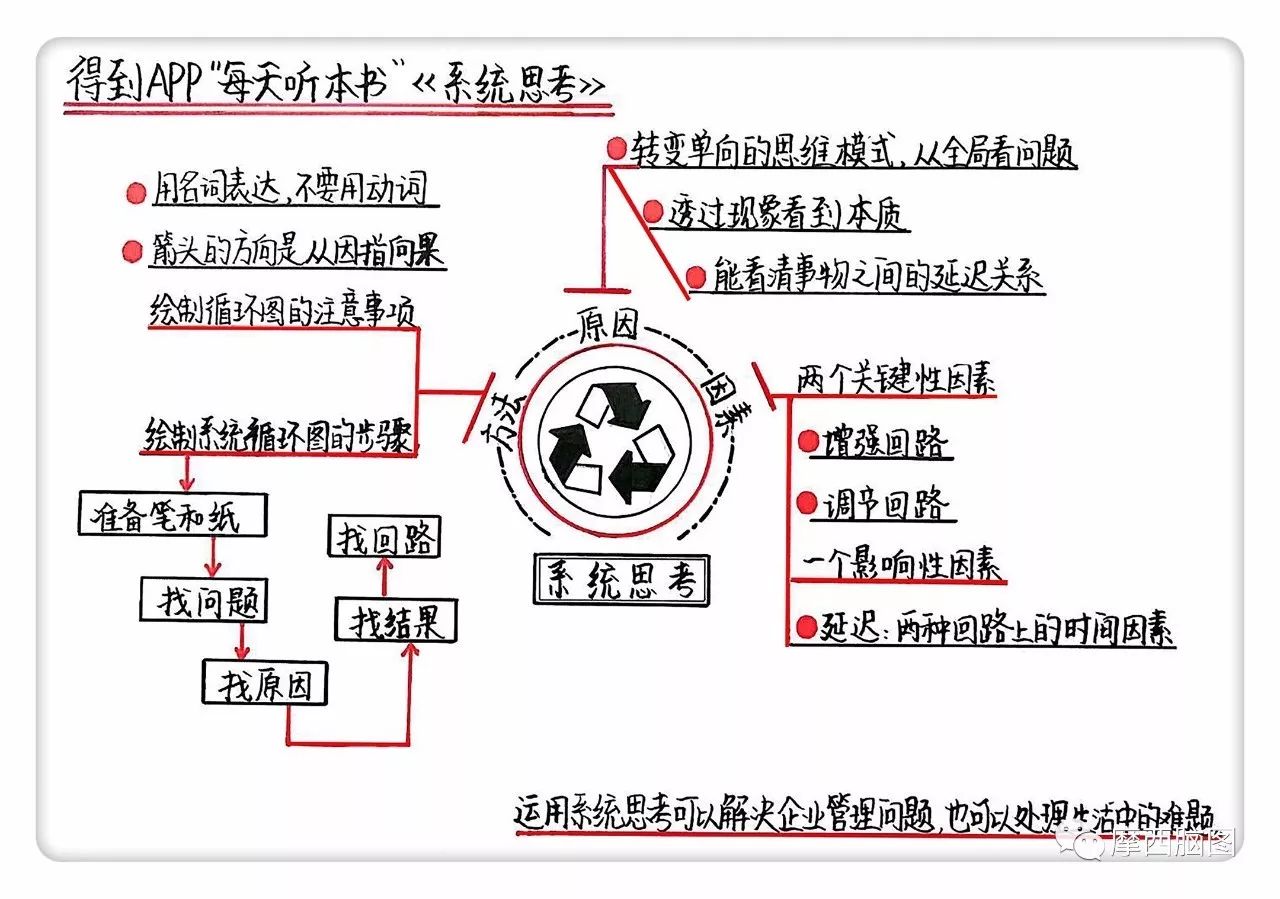 得到APP“每天听本书”《系统思考》
转变单向的思维模式,从全局看问题
透过现象看到本质
能看清事物之间的延迟关系
用名词表达,不要用动词
箭头的方向是从因指向果
绘制循环图的注意事项
绘制系统循环图的步骤
准备笔和纸
找问题
找原因
找结果
找回路
原因
方法
因素
系统思考
两个关键性因素
增强回路
调节回路
一个影响性因素
延迟:两种回路上的时间因素
运用系统思考可以解决企业管理问题,也可以处理生活中的难题
摩西脑图